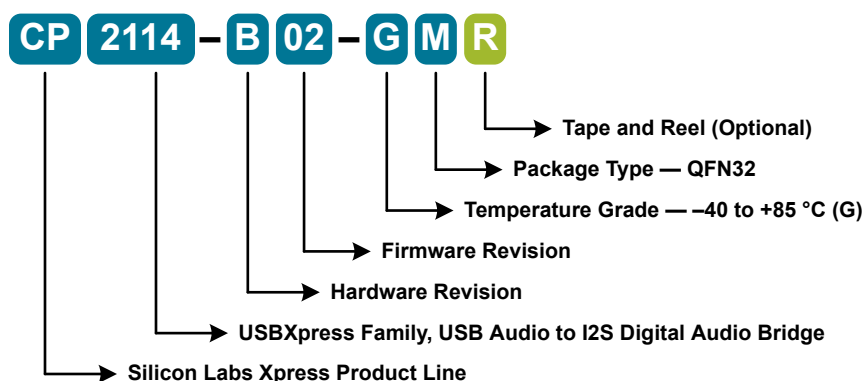 CP 2114 – B 02 – G M R
Tape and Reel (Optional)
Package Type — QFN32
Temperature Grade — –40 to +85 °C (G)
Firmware Revision
Hardware Revision
USBXpress Family, USB Audio to I2S Digital Audio Bridge
Silicon Labs Xpress Product Line